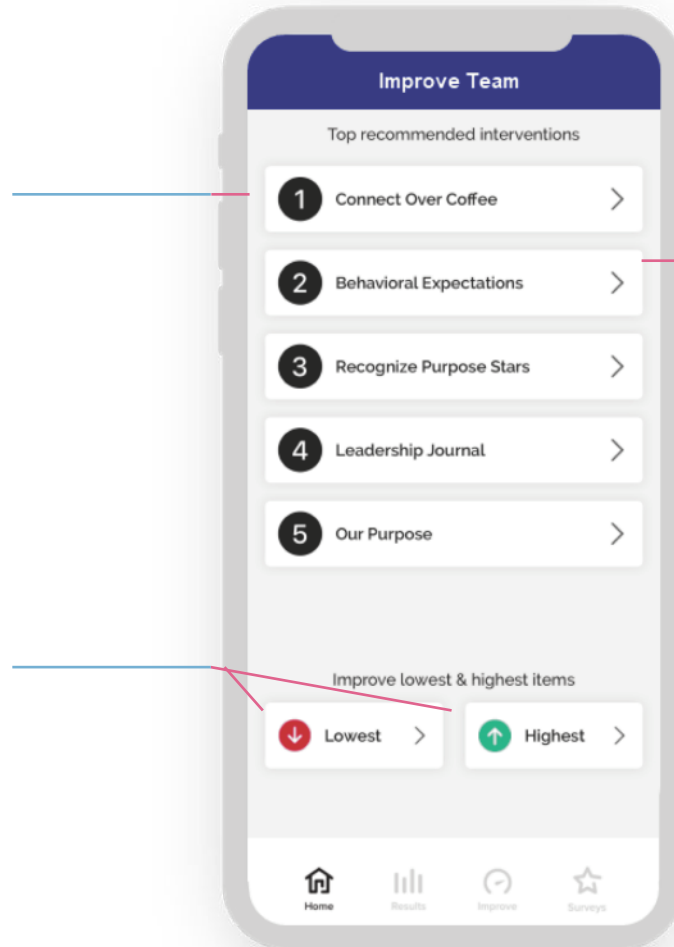 Improve Team
Top recommended interventions
1 Connect Over Coffee
2 Behavioral Expectations
3 Recognize Purpose Stars
4 Leadership Journal
5 Our Purpose
Improve lowest & highest items
Lowest Highest
Home Results Improve Surveys